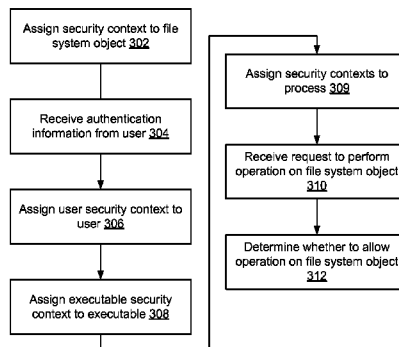 Assign security context to file
system object 302
Receive authentication
information from user 304
Assign user security context to
user 306
Assign executable security
context to executable 308
Assign security contexts to
process 309
Receive request to perform
operation on file system object
310
Determine whether to allow
operation on file system object
312